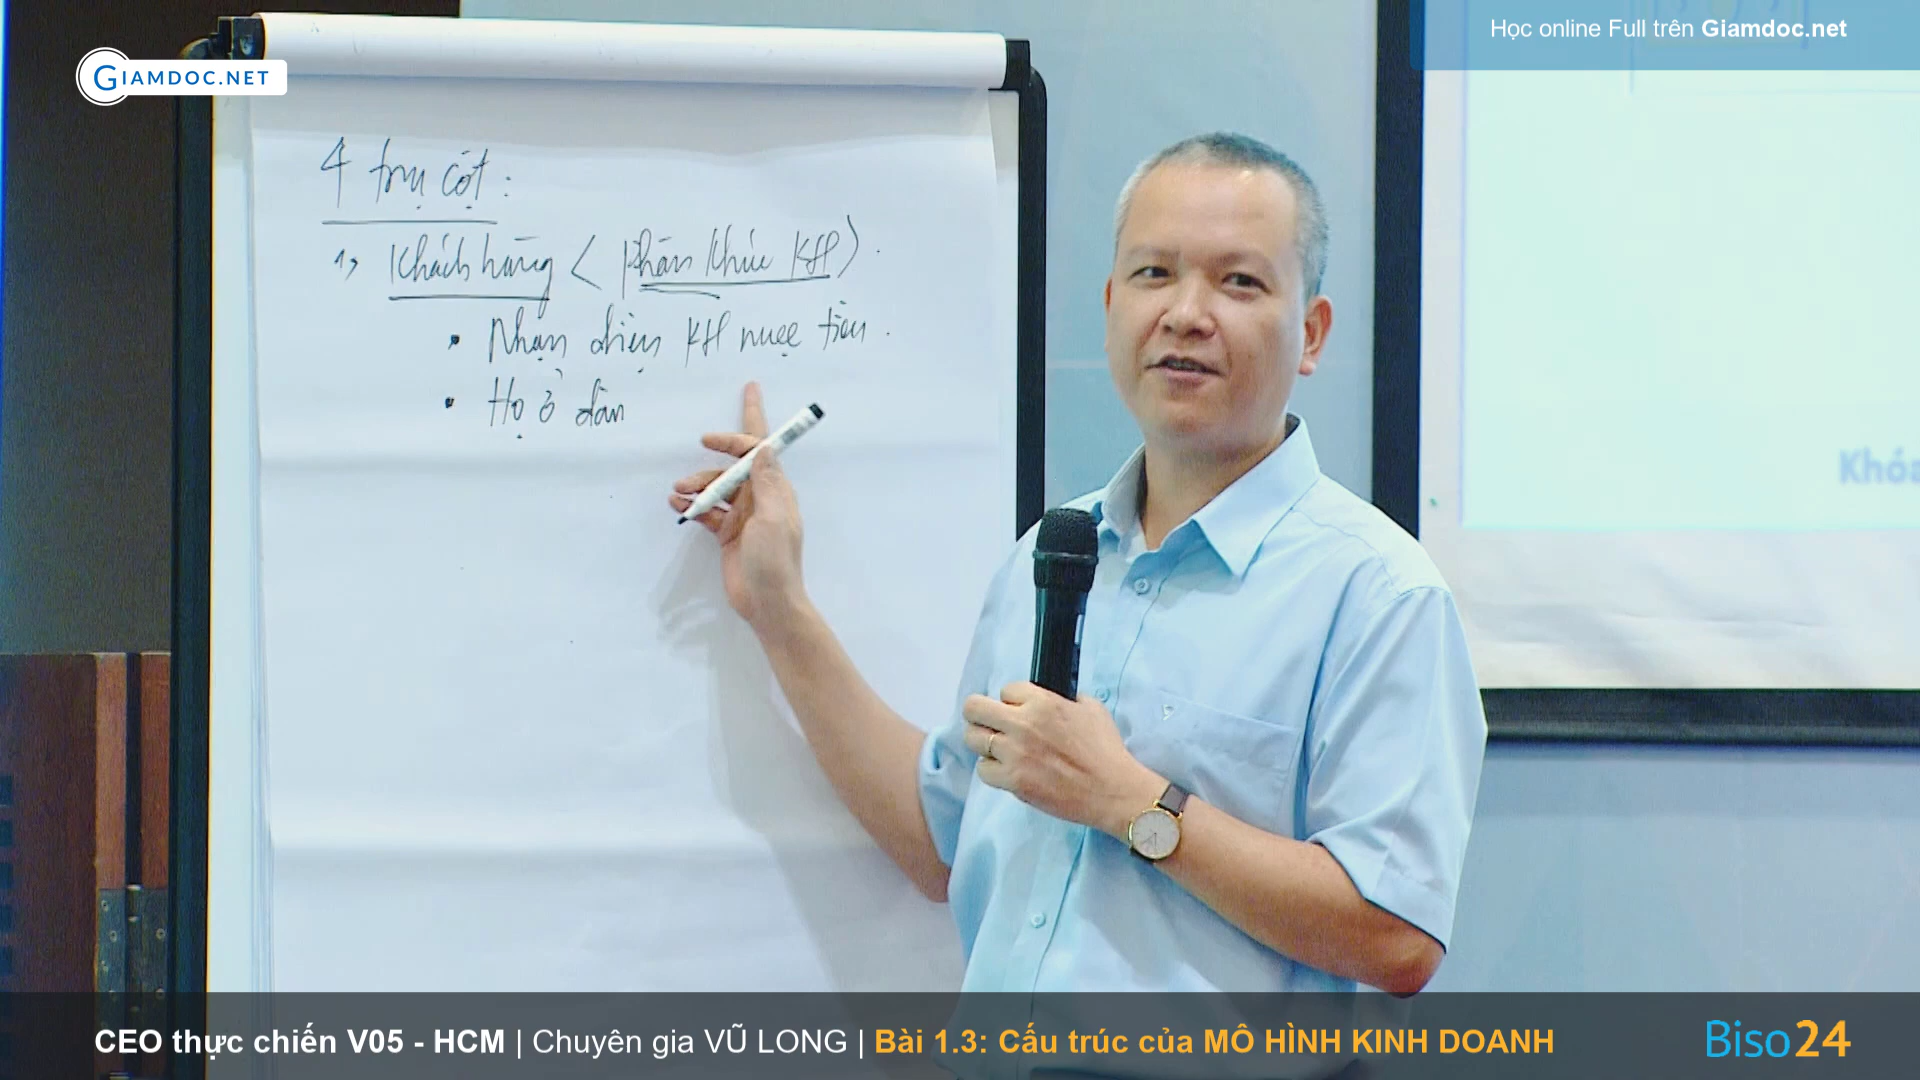 Học online Full trên Giamdoc.net
GIAMDOC.NET
4 trụ cột:
1, Khách hàng < phân khúc KH).
• Nhận diện KH mục tiêu.
• Họ ở đâu
Khóa
CEO thực chiến V05 - HCM | Chuyên gia VŨ LONG | Bài 1.3: Cấu trúc của MÔ HÌNH KINH DOANH
Biso24